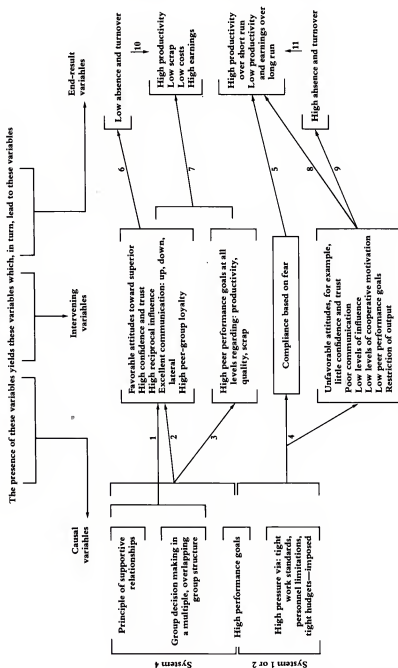 The presence of these variables yields these variables which, in turn, lead to these variables
Causal
variables
Intervening
variables
End-result
variables
System 4
Principle of supportive
relationships
Group decision making in
a multiple, overlapping
group structure
High performance goals
System 1 or 2
High pressure via: tight
work standards,
personnel limitations,
tight budgets—imposed
1
2
3
4
Favorable attitudes toward superior
High confidence and trust
High reciprocal influence
Excellent communication: up, down,
lateral
High peer-group loyalty
High peer performance goals at all
levels regarding: productivity,
quality, scrap
Compliance based on fear
Unfavorable attitudes, for example,
little confidence and trust
Poor communication
Low levels of influence
Low levels of cooperative motivation
Low peer performance goals
Restriction of output
6
7
5
8
9
Low absence and turnover
10
High productivity
Low scrap
Low costs
High earnings
High productivity
over short run
Low productivity
and earnings over
long run
11
High absence and turnover